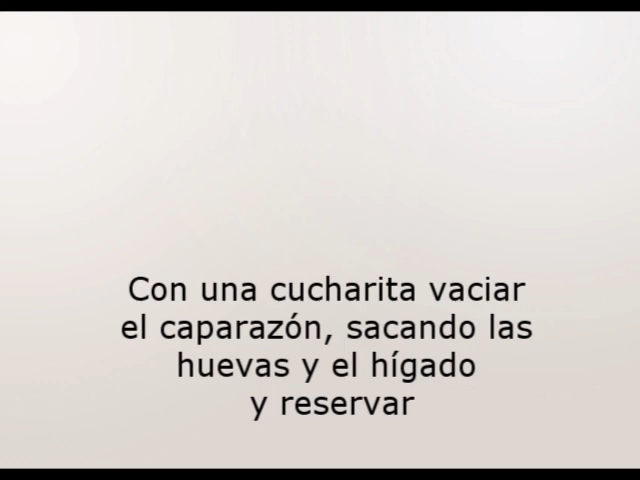 Con una cucharita vaciar
el caparazón, sacando las
huevas y el hígado
y reservar